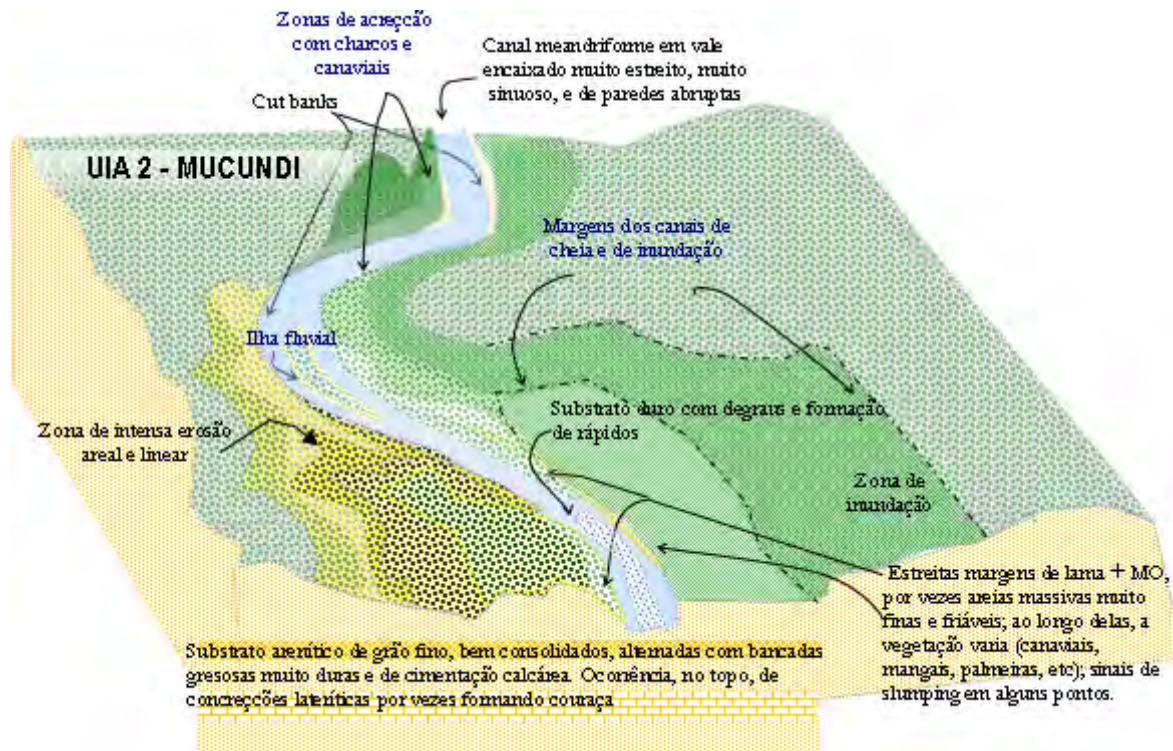 Zonas de acreção
com charcos e
canaviais
Canal meandriforme em vale
encaixado muito estreito, muito
sinuoso, e de paredes abruptas
Cut banks
UIA 2 - MUCUNDI
Margens dos canais de
cheia e de inundação
Ilha fluvial
Substrato duro com degraus e formação
de rápidos
Zona de intensa erosão
areal e linear
Zona de
inundação
Estreitas margens de lama + MO,
por vezes areias massivas muito
finas e friáveis; ao longo delas, a
vegetação varia (canaviais,
mangais, palmeiras, etc); sinais de
slumping em alguns pontos.
Substrato arenítico de grão fino, bem consolidados, alternadas com bancadas
gresosas muito duras e de cimentação calcárea. Ocorrência, no topo, de
concrecções lateríticas por vezes formando couraça